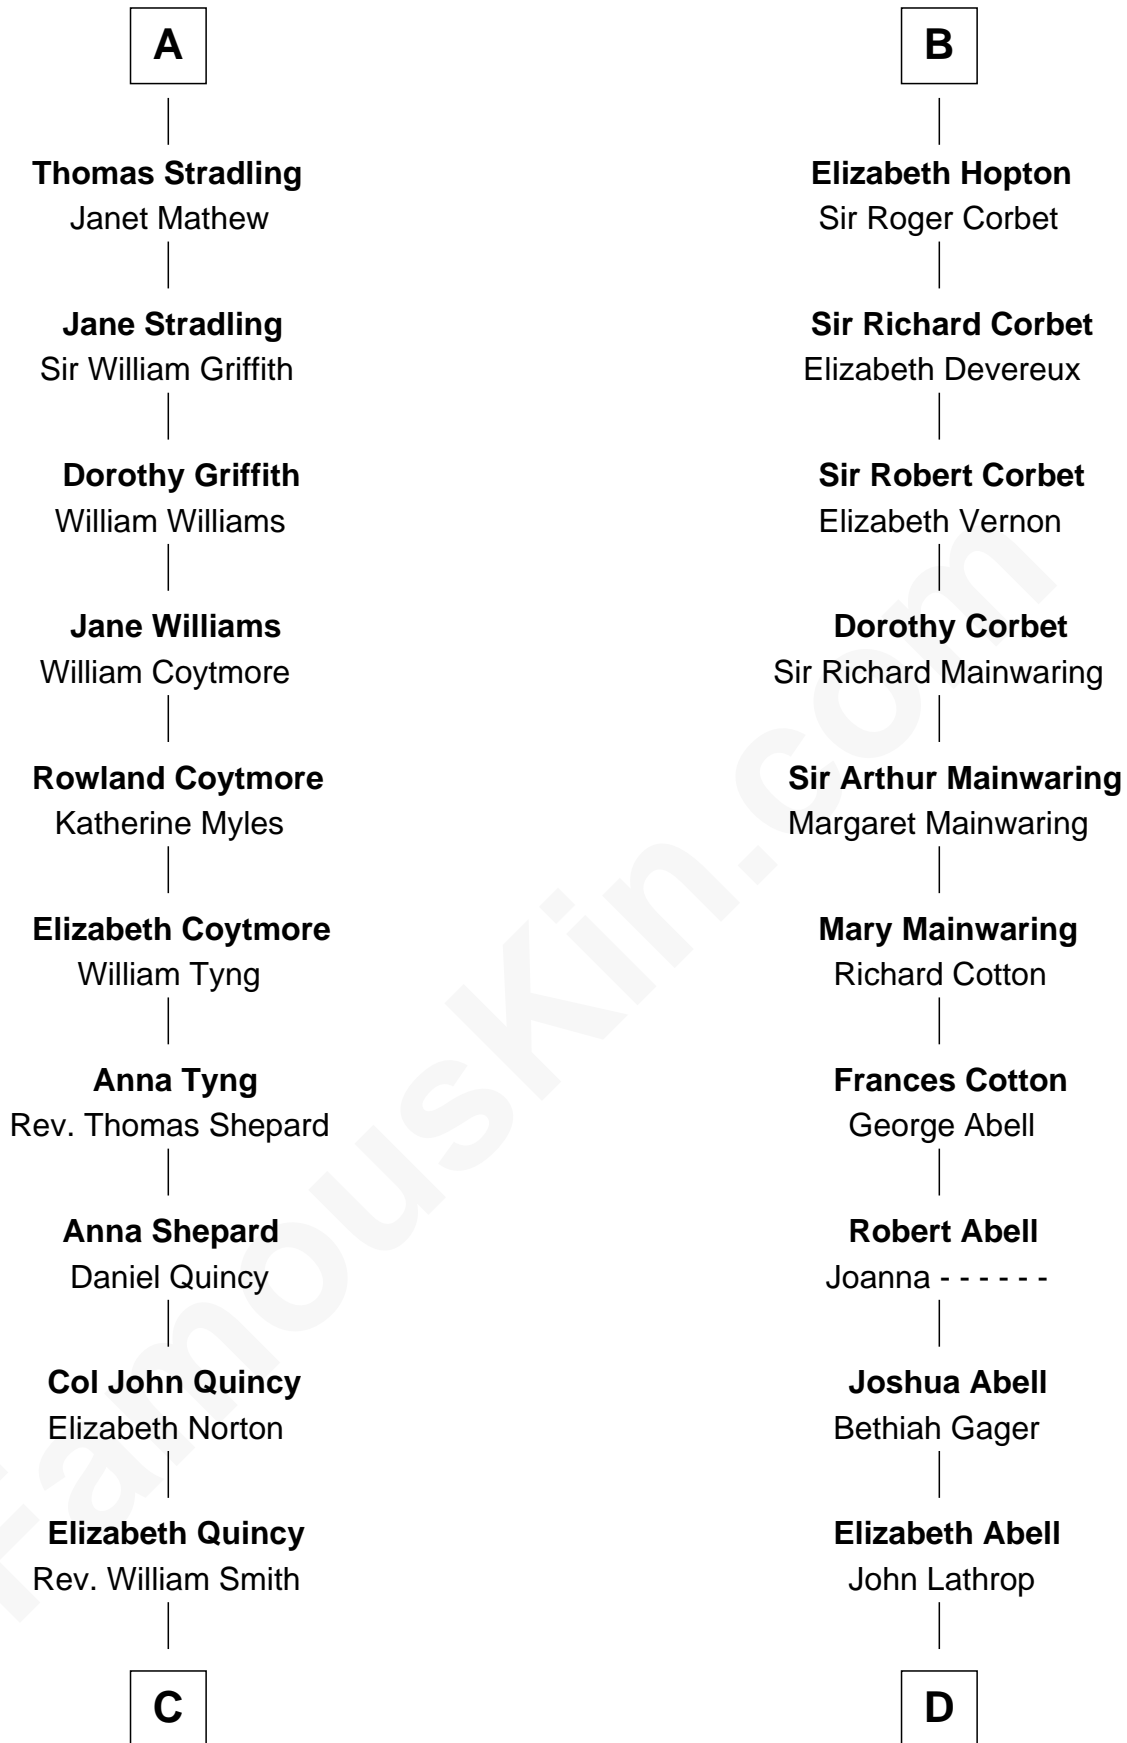 A
Thomas Stradling
Janet Mathew
Jane Stradling
Sir William Griffith
Dorothy Griffith
William Williams
Jane Williams
William Coytmore
Rowland Coytmore
Katherine Myles
Elizabeth Coytmore
William Tyng
Anna Tyng
Rev. Thomas Shepard
Anna Shepard
Daniel Quincy
Col John Quincy
Elizabeth Norton
Elizabeth Quincy
Rev. William Smith
C
B
Elizabeth Hopton
Sir Roger Corbet
Sir Richard Corbet
Elizabeth Devereux
Sir Robert Corbet
Elizabeth Vernon
Dorothy Corbet
Sir Richard Mainwaring
Sir Arthur Mainwaring
Margaret Mainwaring
Mary Mainwaring
Richard Cotton
Frances Cotton
George Abell
Robert Abell
Joanna - - - - - -
Joshua Abell
Bethiah Gager
Elizabeth Abell
John Lathrop
D
FamousKin.com